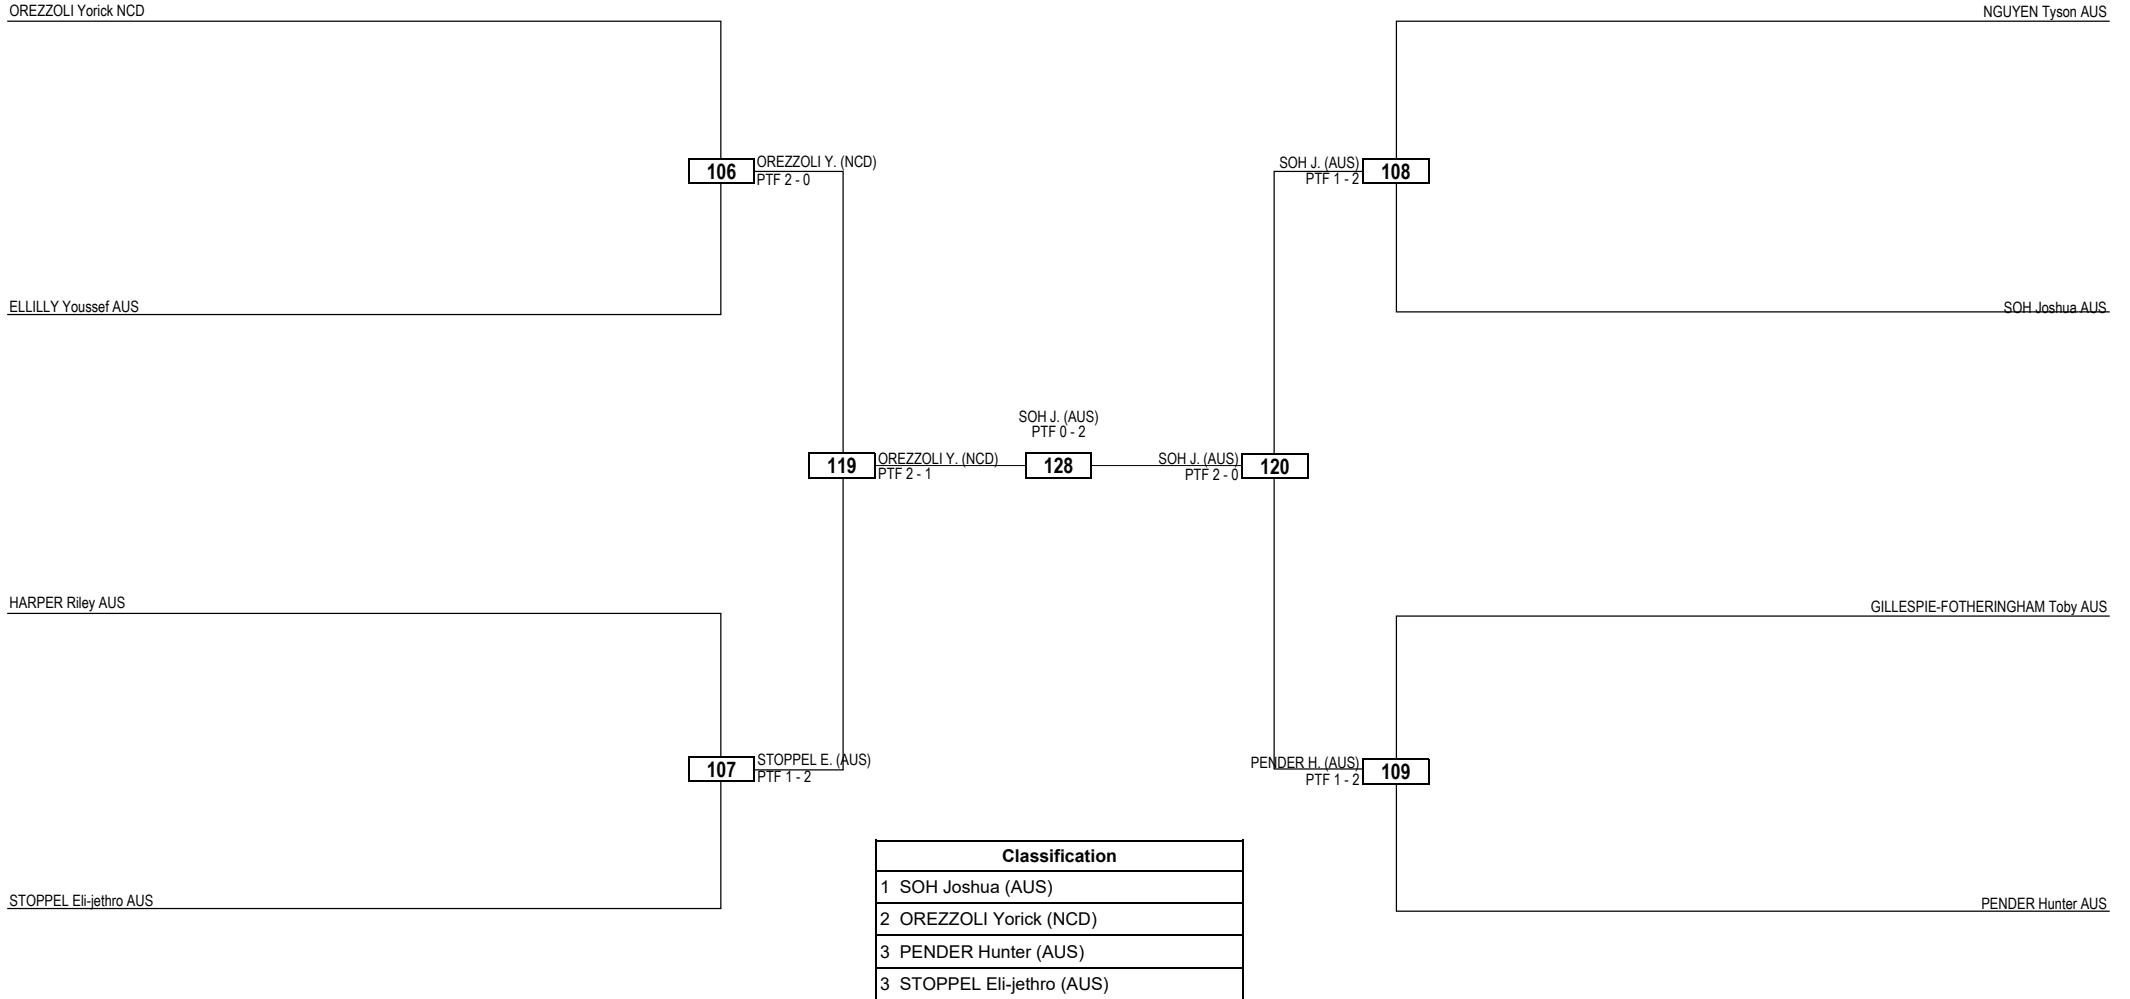 OREZZOLI Yorick NCD
NGUYEN Tyson AUS
106
OREZZOLI Y. (NCD)
PTF 2 - 0
SOH J. (AUS)
PTF 1 - 2
108
ELLILLY Youssef AUS
SOH Joshua AUS
SOH J. (AUS)
PTF 0 - 2
119
OREZZOLI Y. (NCD)
PTF 2 - 1
128
SOH J. (AUS)
PTF 2 - 0
120
HARPER Riley AUS
GILLESPIE-FOTHERINGHAM Toby AUS
107
STOPPEL E. (AUS)
PTF 1 - 2
PENDER H. (AUS)
PTF 1 - 2
109
STOPPEL Eli-jethro AUS
PENDER Hunter AUS
Classification
1 SOH Joshua (AUS)
2 OREZZOLI Yorick (NCD)
3 PENDER Hunter (AUS)
3 STOPPEL Eli-jethro (AUS)